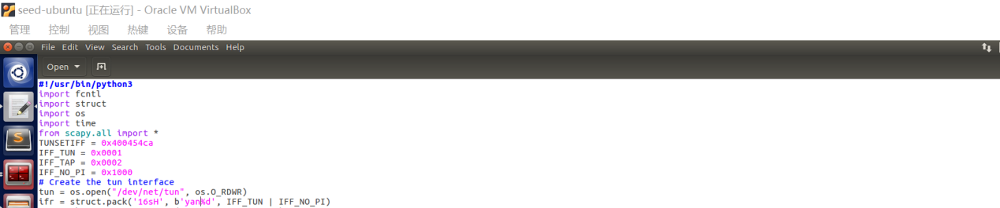 seed-ubuntu [正在运行] - Oracle VM VirtualBox
管理 控制 视图 热键 设备 帮助
File Edit View Search Tools Documents Help
Open
#!/usr/bin/python3
import fcntl
import struct
import os
import time
from scapy.all import *
TUNSETIFF = 0x400454ca
IFF_TUN = 0x0001
IFF_TAP = 0x0002
IFF_NO_PI = 0x1000
# Create the tun interface
tun = os.open("/dev/net/tun", os.O_RDWR)
ifr = struct.pack('16sH', b'yan%d', IFF_TUN | IFF_NO_PI)